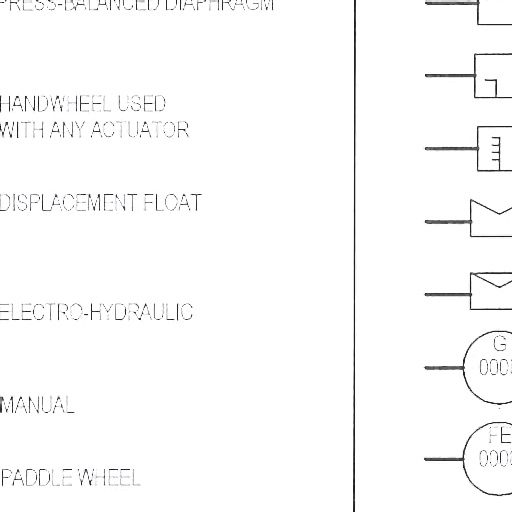 PRESS-BALANCED DIAPHRAGM
HANDWHEEL USED
WITH ANY ACTUATOR
DISPLACEMENT FLOAT
ELECTRO-HYDRAULIC
MANUAL
PADDLE WHEEL
G
000
FE
000